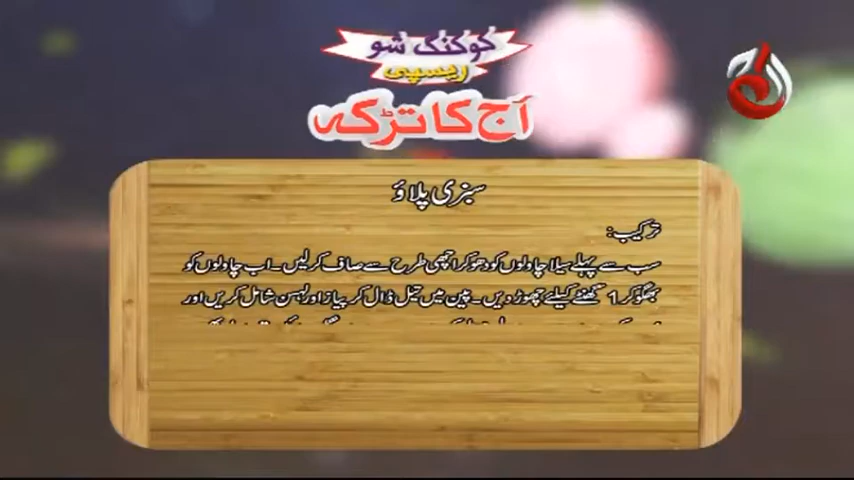 کوکنگ شو
ریسپی
آج کا تڑکہ
سبزی پلاؤ
ترکیب:
سب سے پہلے سیلا چاولوں کو دھو کر اچھی طرح سے صاف کر لیں۔ اب چاولوں کو
بھگو کر 1 گھنٹے کیلئے چھوڑ دیں۔ پین میں تیل ڈال کر پیاز اور لہسن شامل کریں اور